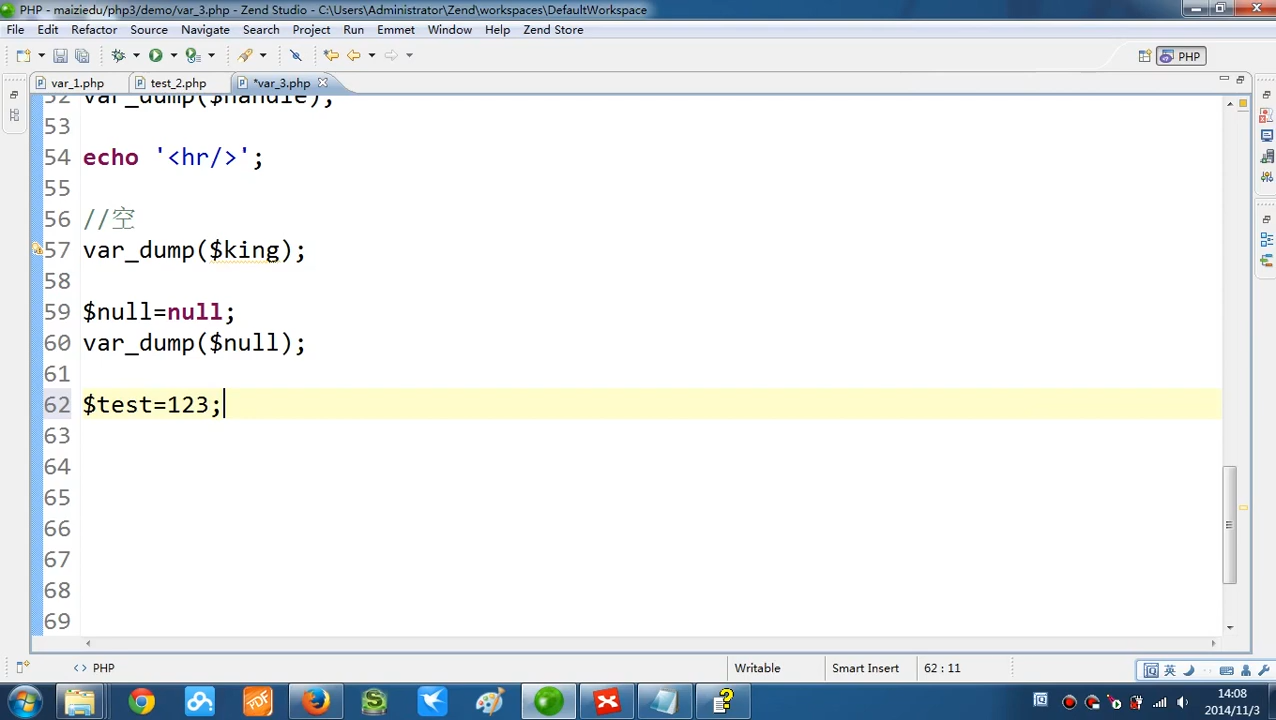 PHP - maiziedu/php3/demo/var_3.php - Zend Studio - C:\Users\Administrator\Zend\workspaces\DefaultWorkspace
File Edit Refactor Source Navigate Search Project Run Emmet Window Help Zend Store
PHP
var_1.php test_2.php *var_3.php
52 var_dump($handle);
53
54 echo '<hr/>';
55
56 //空
57 var_dump($king);
58
59 $null=null;
60 var_dump($null);
61
62 $test=123;
63
64
65
66
67
68
69
<> PHP Writable Smart Insert 62 : 11
英
PDF
14:08
2014/11/3